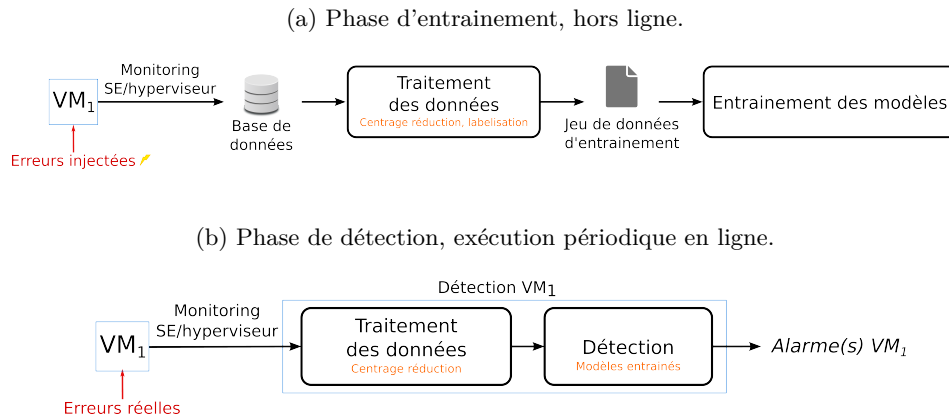 (a) Phase d'entrainement, hors ligne.
Monitoring
SE/hyperviseur
VM1
Erreurs injectées
Base de
données
Traitement
des données
Centrage réduction, labelisation
Jeu de données
d'entrainement
Entrainement des modèles
(b) Phase de détection, exécution périodique en ligne.
Détection VM1
Monitoring
SE/hyperviseur
VM1
Erreurs réelles
Traitement
des données
Centrage réduction
Détection
Modèles entrainés
Alarme(s) VM1